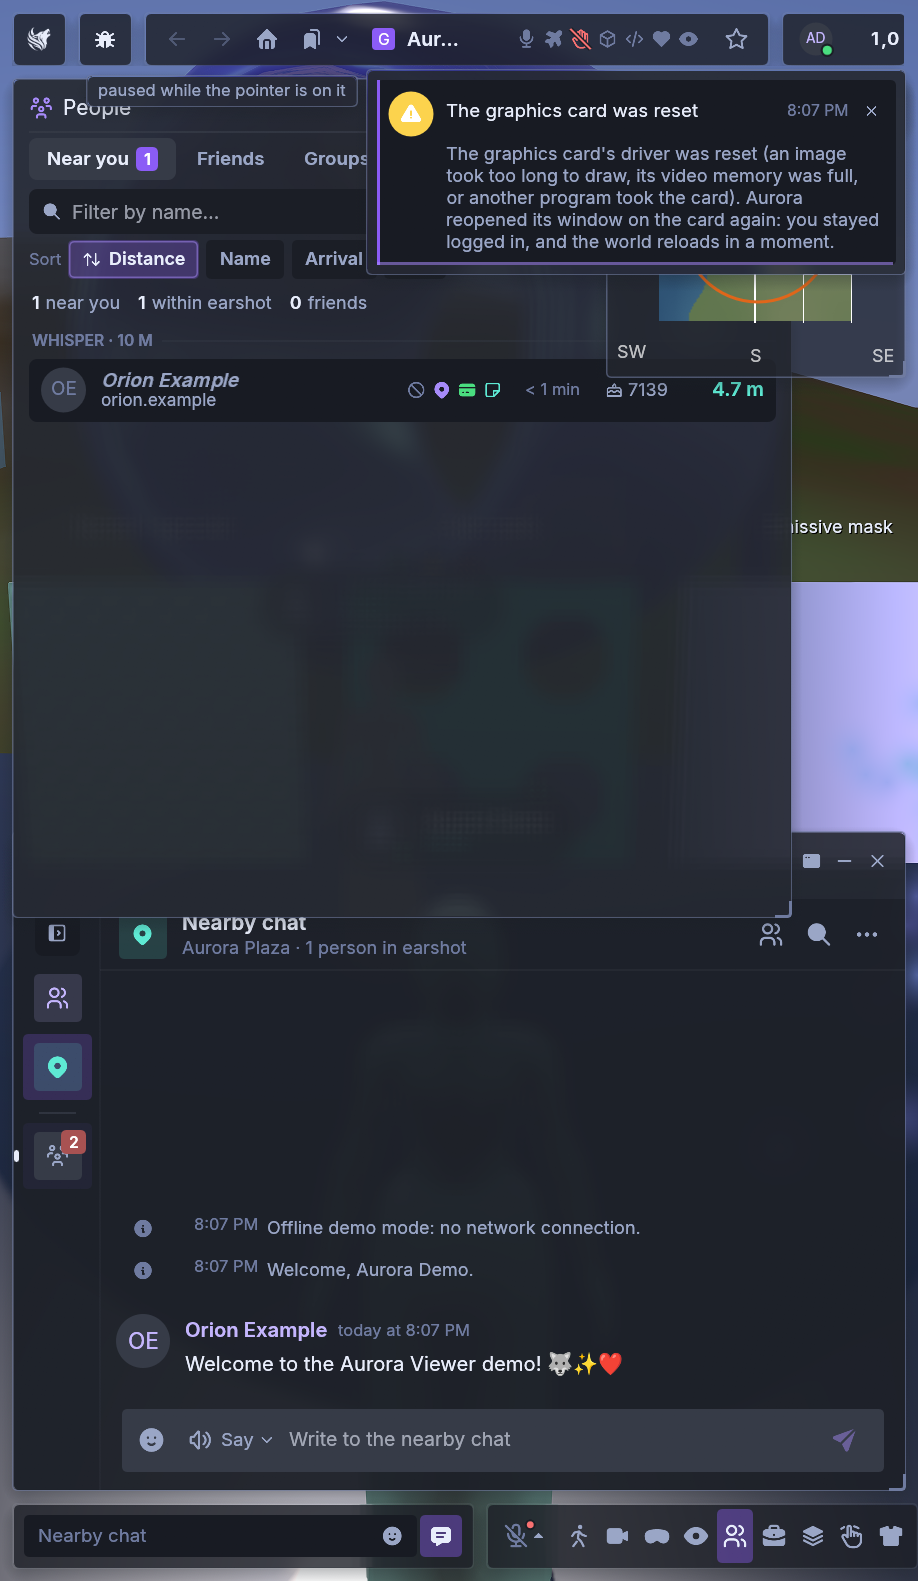 G Aur...
AD
1,0
paused while the pointer is on it
People
The graphics card was reset
8:07 PM
The graphics card's driver was reset (an image
took too long to draw, its video memory was full,
or another program took the card). Aurora
reopened its window on the card again: you stayed
logged in, and the world reloads in a moment.
Near you 1
Friends
Groups
Filter by name...
Sort
Distance
Name
Arrival
1 near you 1 within earshot 0 friends
SW
S
SE
WHISPER · 10 M
OE
Orion Example
orion.example
< 1 min
7139
4.7 m
issive mask
Nearby chat
Aurora Plaza · 1 person in earshot
2
8:07 PM Offline demo mode: no network connection.
8:07 PM Welcome, Aurora Demo.
OE
Orion Example today at 8:07 PM
Welcome to the Aurora Viewer demo! 🐺✨❤️
Say
Write to the nearby chat
Nearby chat